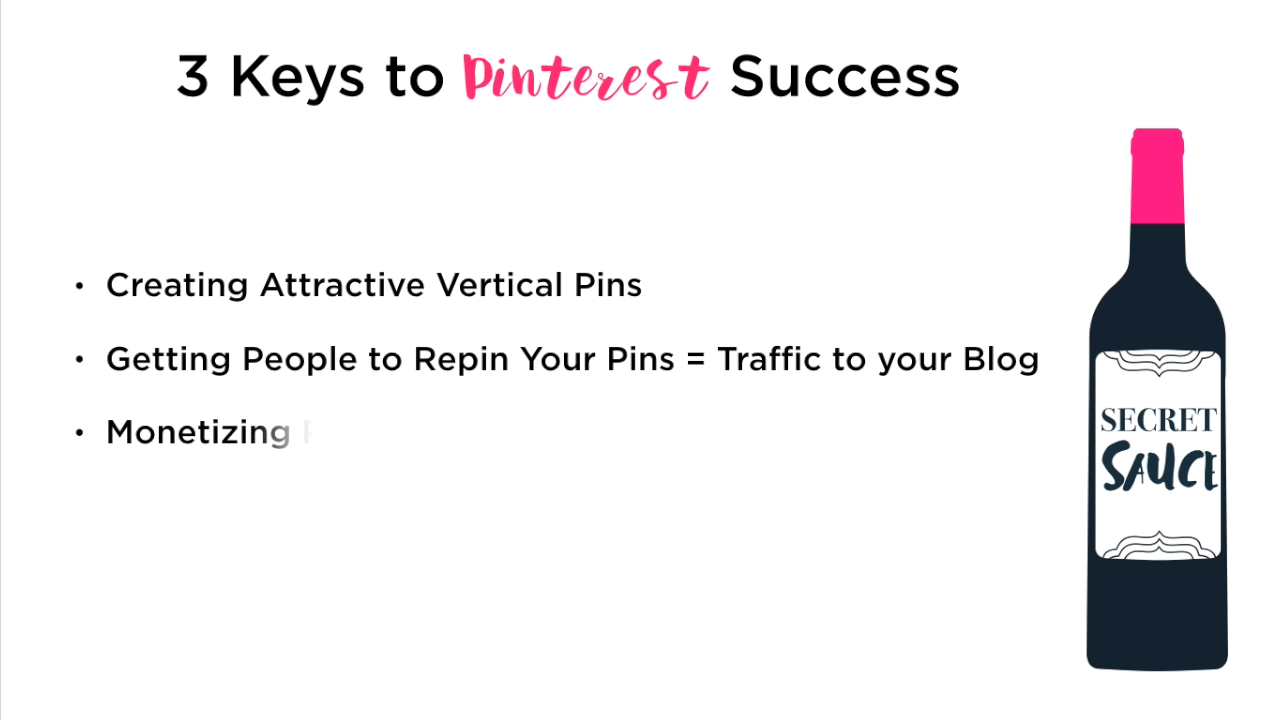 3 Keys to Pinterest Success
• Creating Attractive Vertical Pins
• Getting People to Repin Your Pins = Traffic to your Blog
• Monetizing
SECRET
SAUCE